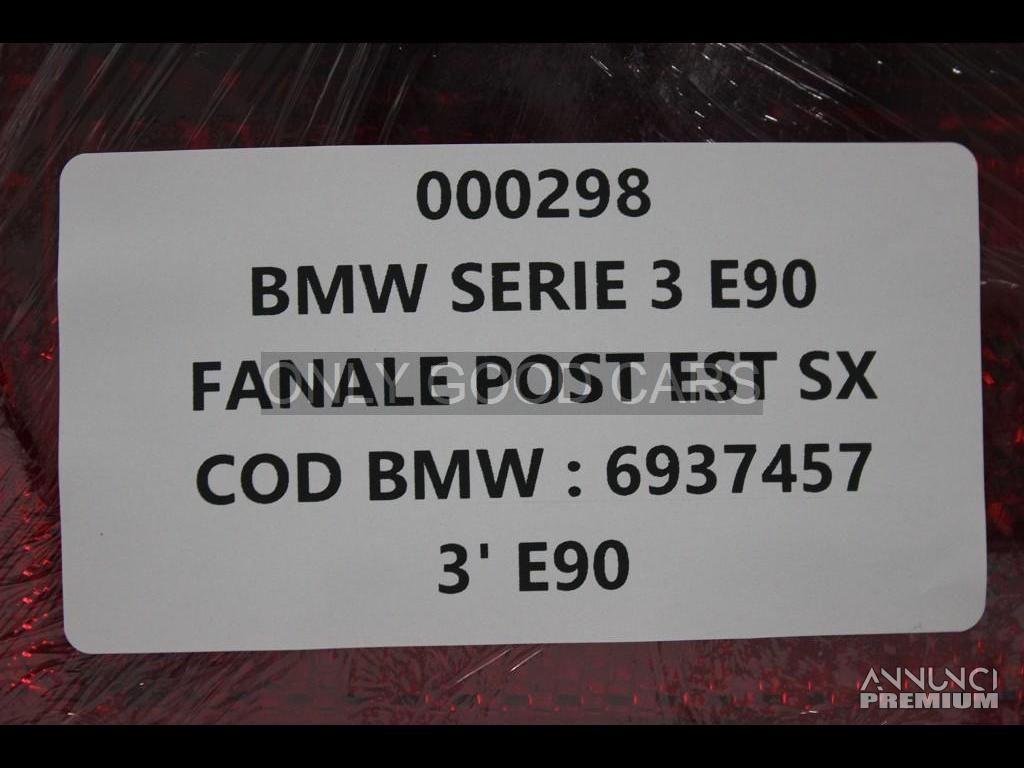 000298
BMW SERIE 3 E90
FANALE POST EST SX
ONLY GOOD CARS
COD BMW : 6937457
3' E90
ANNUNCI
PREMIUM